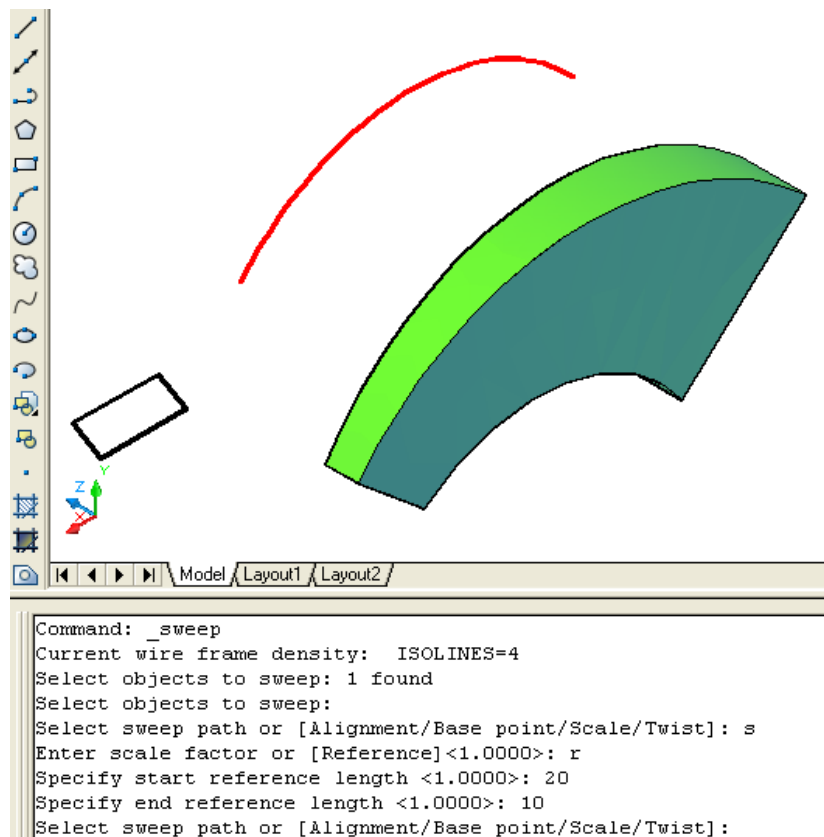 Y
Z
X
Model Layout1 Layout2
Command: _sweep
Current wire frame density:  ISOLINES=4
Select objects to sweep: 1 found
Select objects to sweep:
Select sweep path or [Alignment/Base point/Scale/Twist]: s
Enter scale factor or [Reference]<1.0000>: r
Specify start reference length <1.0000>: 20
Specify end reference length <1.0000>: 10
Select sweep path or [Alignment/Base point/Scale/Twist]: